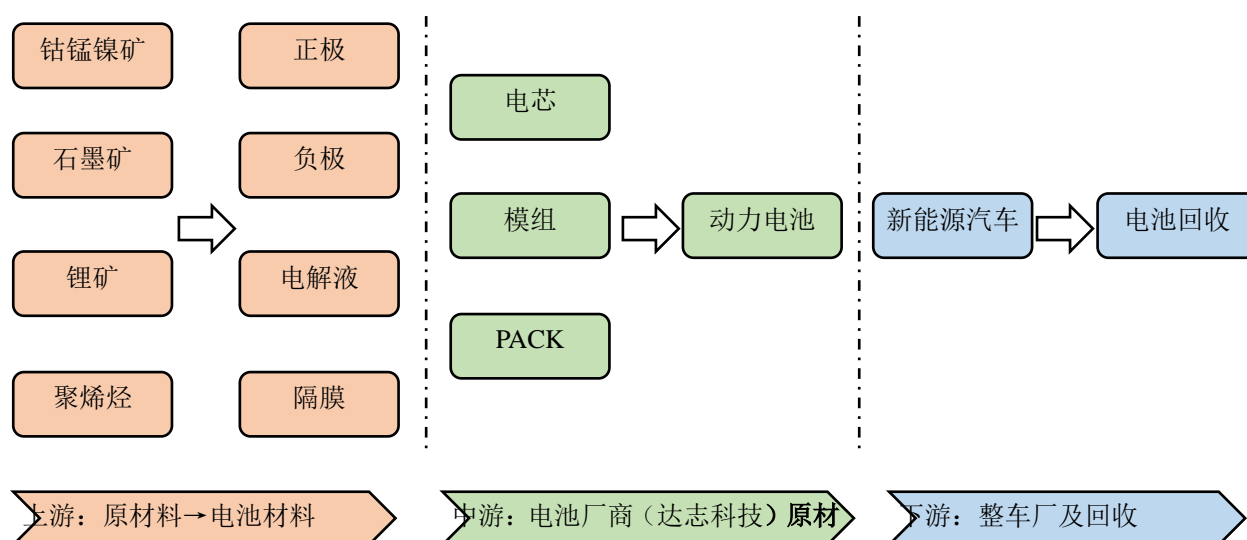 钴锰镍矿
正极
石墨矿
负极
锂矿
电解液
聚烯烃
隔膜
电芯
模组
PACK
动力电池
新能源汽车
电池回收
上游：原材料→电池材料
中游：电池厂商（达志科技）原材
下游：整车厂及回收